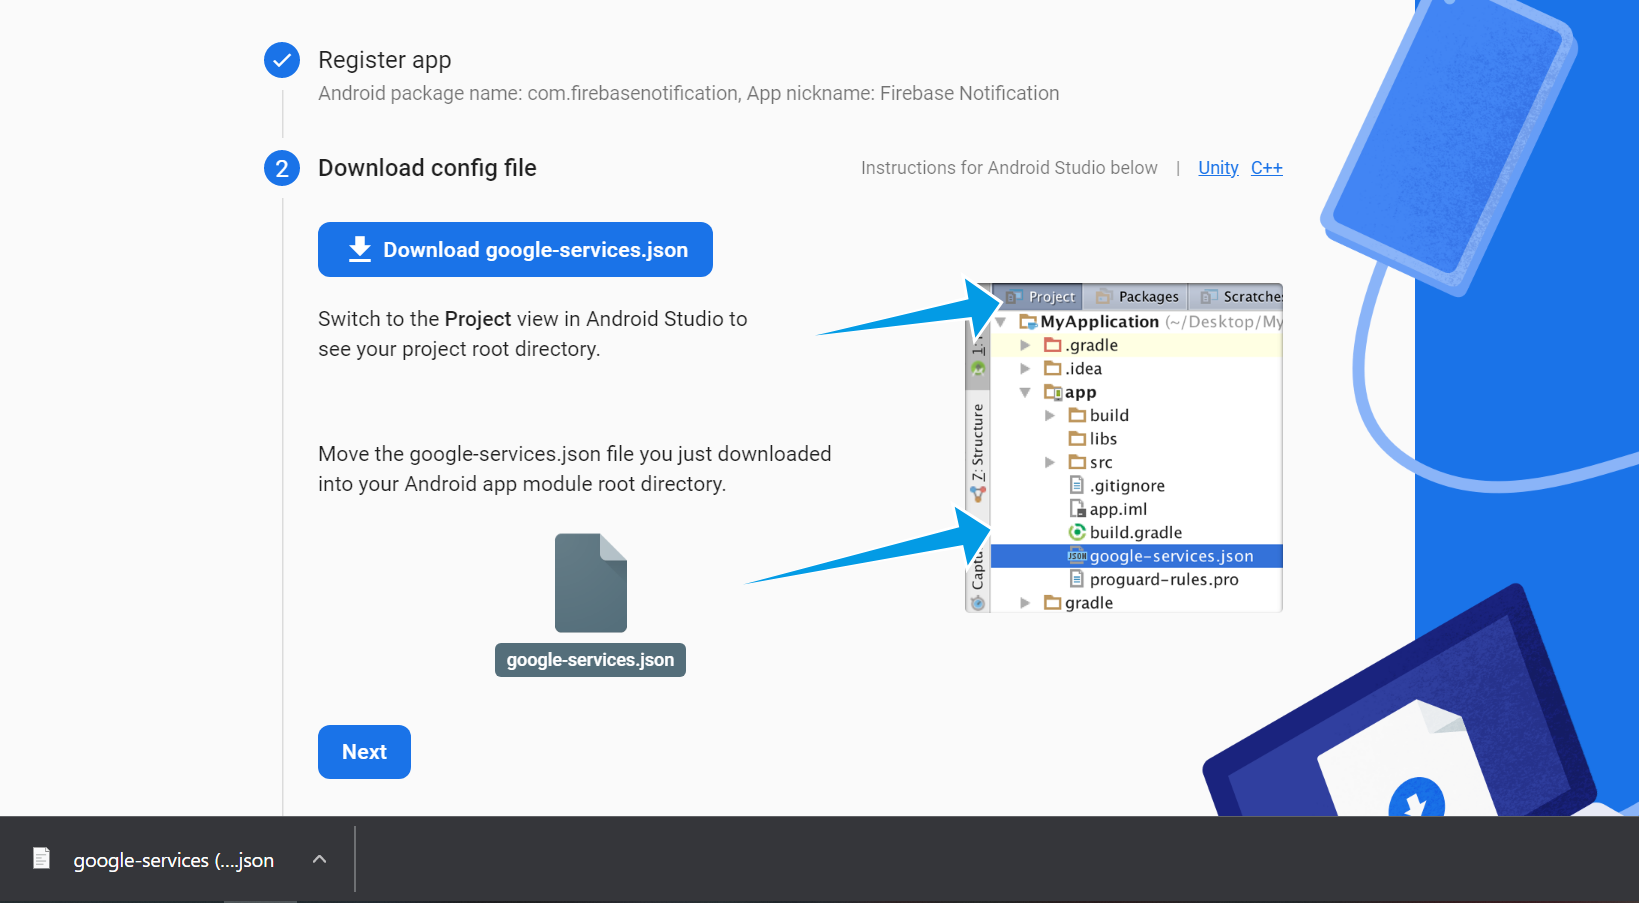 Register app
Android package name: com.firebasenotification, App nickname: Firebase Notification
2
Download config file
Instructions for Android Studio below | Unity C++
Download google-services.json
Switch to the Project view in Android Studio to
see your project root directory.
Move the google-services.json file you just downloaded
into your Android app module root directory.
google-services.json
Project Packages Scratche
1:
Z: Structure
Captu
MyApplication (~/Desktop/My
.gradle
.idea
app
build
libs
src
.gitignore
app.iml
build.gradle
JSON google-services.json
proguard-rules.pro
gradle
Next
google-services (....json